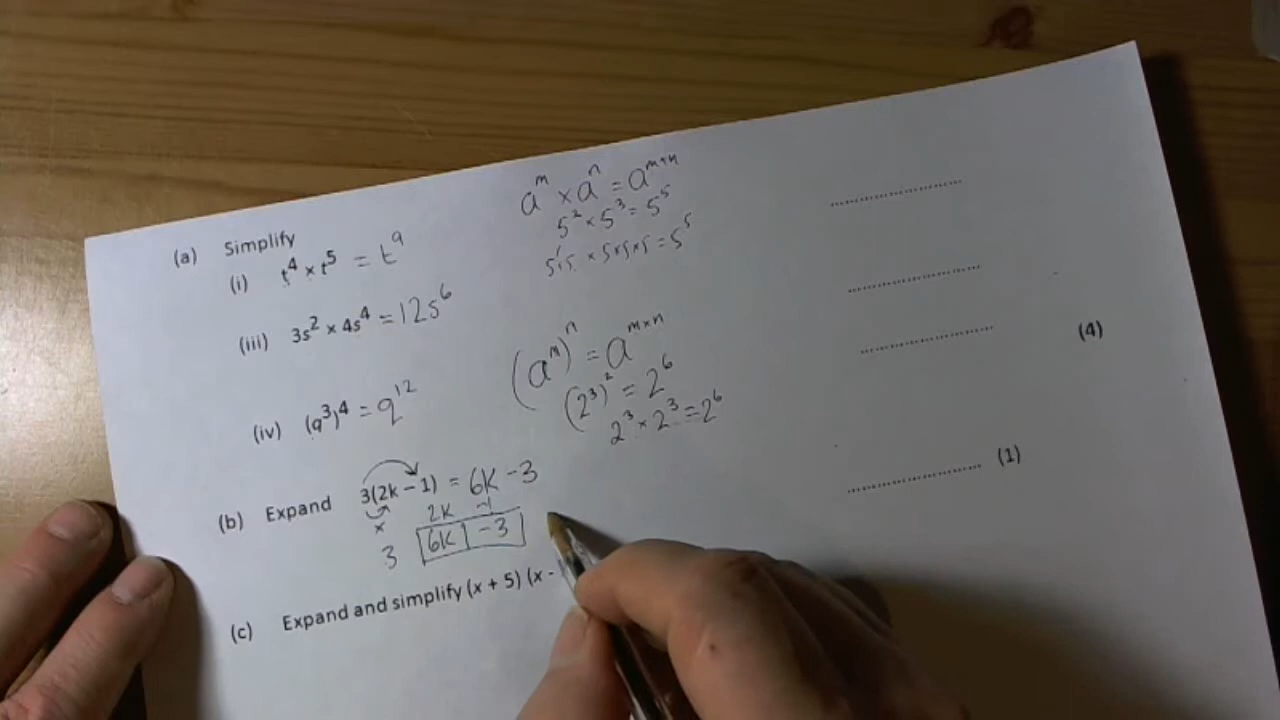 (a) Simplify
(i) t⁴ × t⁵ = t⁹
aᵐ × aⁿ = aᵐ⁺ⁿ
5² × 5³ = 5⁵
5×5 × 5×5×5 = 5⁵
....................
(iii) 3s² × 4s⁴ = 12s⁶
....................
(iv) (q³)⁴ = q¹²
(aᵐ)ⁿ = aᵐˣⁿ
(2³)² = 2⁶
2³ × 2³ = 2⁶
....................
(4)
(b) Expand 3(2k – 1) = 6k – 3
.................... (1)
×
2k -1
3 6k -3
(c) Expand and simplify (x + 5) (x -